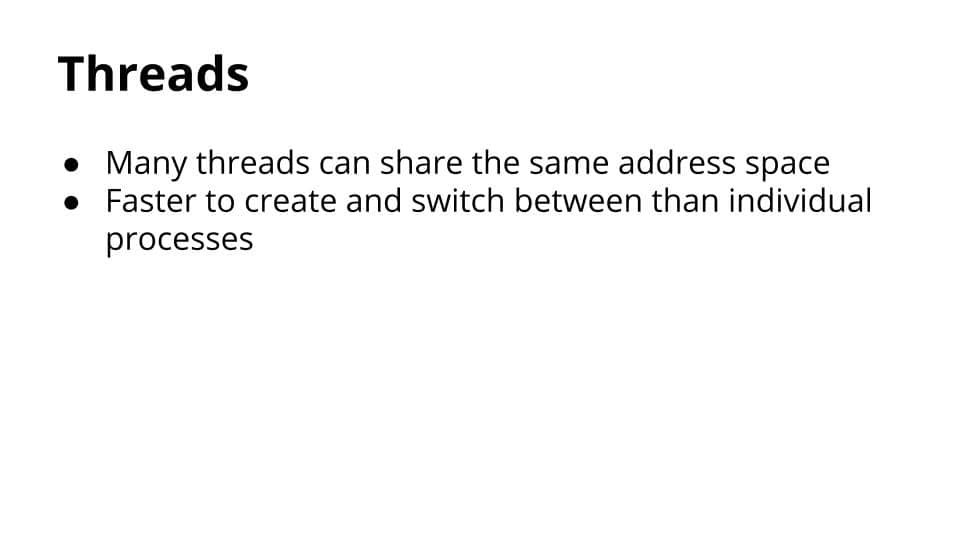 Threads
● Many threads can share the same address space
● Faster to create and switch between than individual
processes